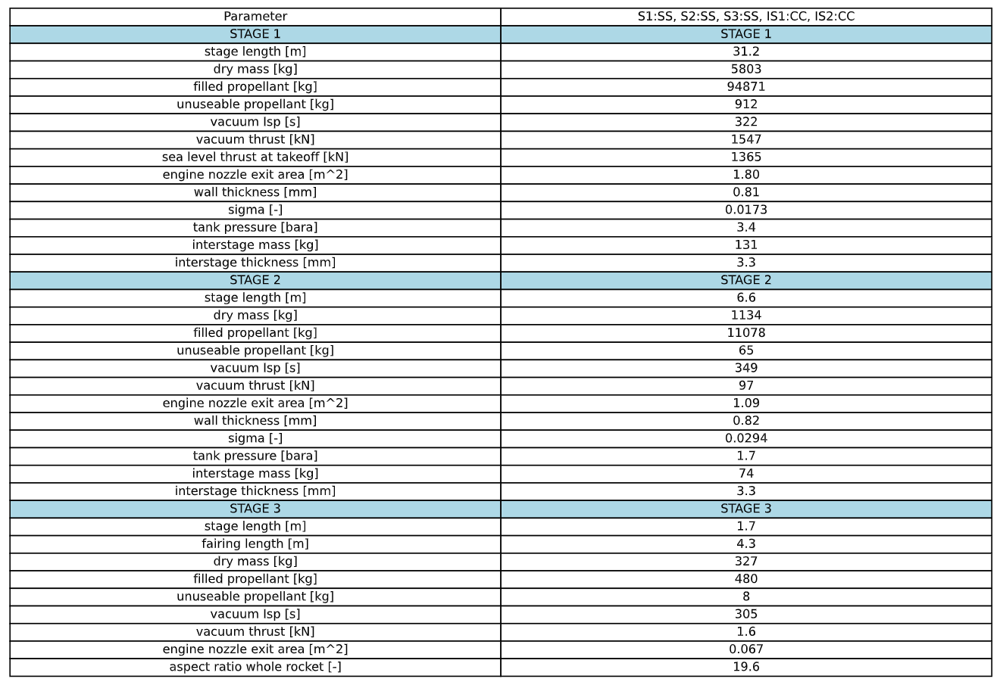 Parameter S1:SS, S2:SS, S3:SS, IS1:CC, IS2:CC
STAGE 1 STAGE 1
stage length [m] 31.2
dry mass [kg] 5803
filled propellant [kg] 94871
unuseable propellant [kg] 912
vacuum Isp [s] 322
vacuum thrust [kN] 1547
sea level thrust at takeoff [kN] 1365
engine nozzle exit area [m^2] 1.80
wall thickness [mm] 0.81
sigma [-] 0.0173
tank pressure [bara] 3.4
interstage mass [kg] 131
interstage thickness [mm] 3.3
STAGE 2 STAGE 2
stage length [m] 6.6
dry mass [kg] 1134
filled propellant [kg] 11078
unuseable propellant [kg] 65
vacuum Isp [s] 349
vacuum thrust [kN] 97
engine nozzle exit area [m^2] 1.09
wall thickness [mm] 0.82
sigma [-] 0.0294
tank pressure [bara] 1.7
interstage mass [kg] 74
interstage thickness [mm] 3.3
STAGE 3 STAGE 3
stage length [m] 1.7
fairing length [m] 4.3
dry mass [kg] 327
filled propellant [kg] 480
unuseable propellant [kg] 8
vacuum Isp [s] 305
vacuum thrust [kN] 1.6
engine nozzle exit area [m^2] 0.067
aspect ratio whole rocket [-] 19.6